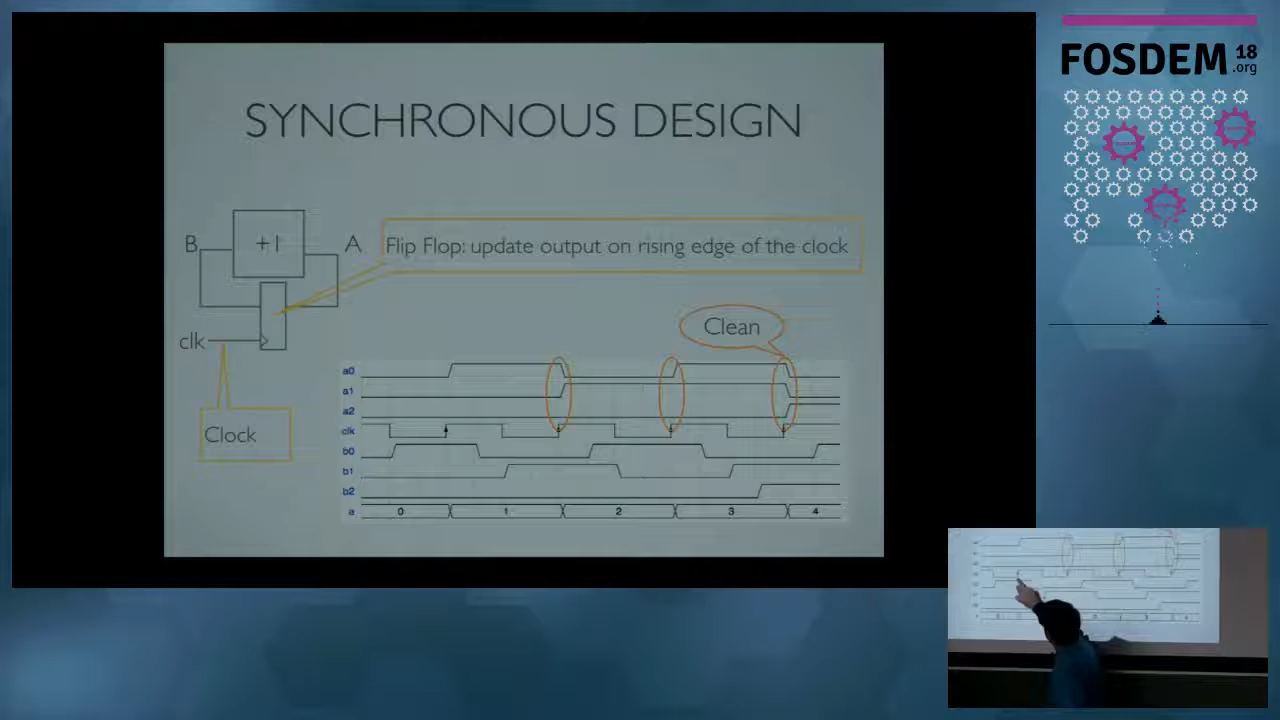 SYNCHRONOUS DESIGN
B
+1
A
Flip Flop: update output on rising edge of the clock
clk
Clock
Clean
a0
a1
a2
clk
b0
b1
b2
a 0 1 2 3 4
FOSDEM 18
.org